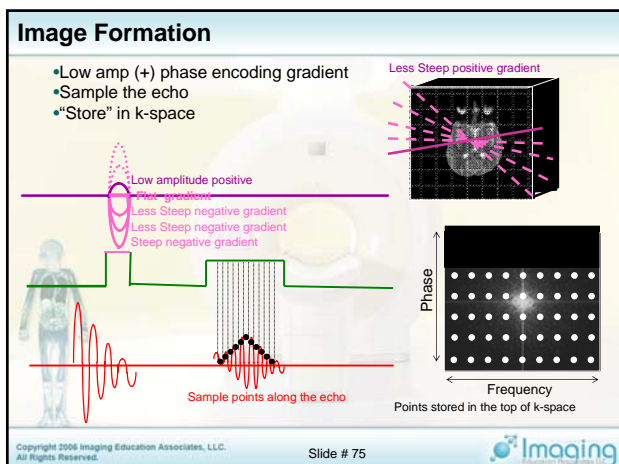 Image Formation
•Low amp (+) phase encoding gradient
•Sample the echo
•“Store” in k-space
Less Steep positive gradient
Low amplitude positive
Flat gradient
Less Steep negative gradient
Less Steep negative gradient
Steep negative gradient
Sample points along the echo
Phase
Frequency
Points stored in the top of k-space
Copyright 2006 Imaging Education Associates, LLC.
All Rights Reserved.
Slide # 75
Imaging
Education Associates, LLC